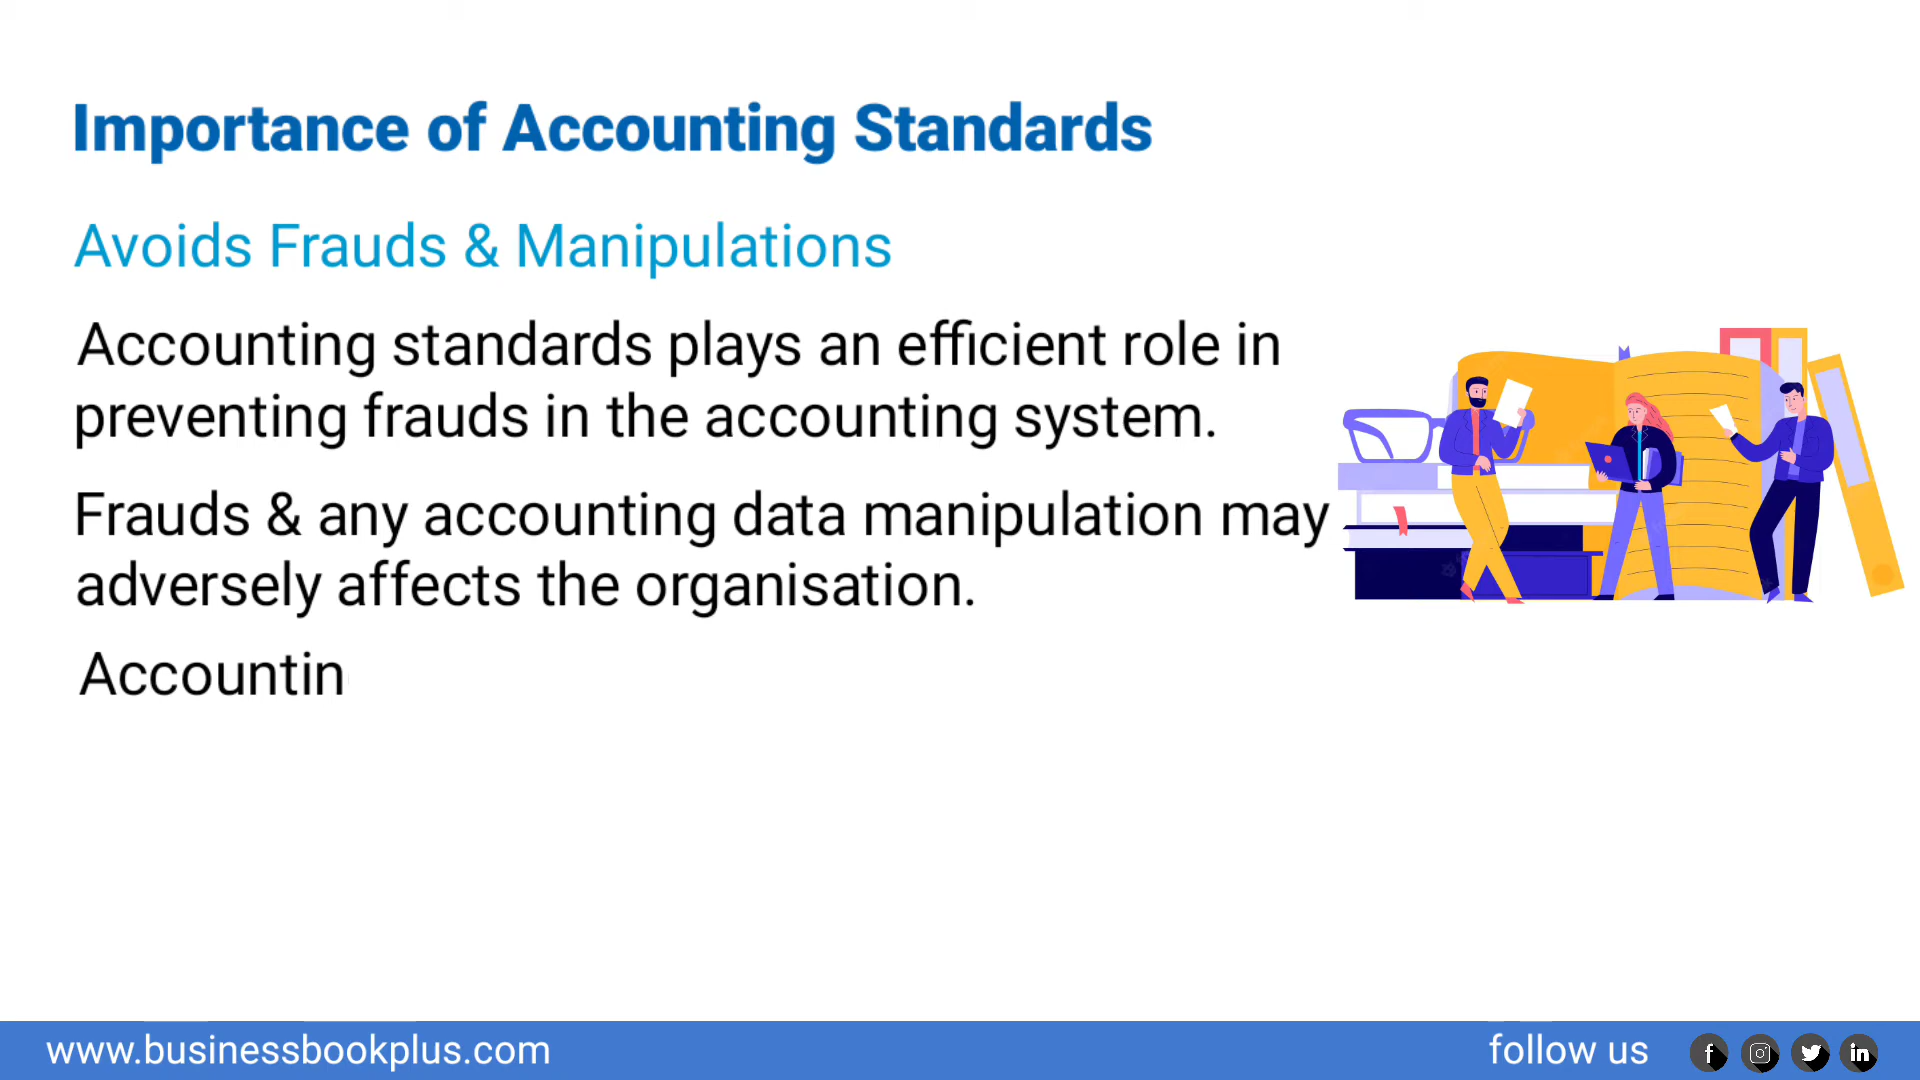 Importance of Accounting Standards
Avoids Frauds & Manipulations
Accounting standards plays an efficient role in
preventing frauds in the accounting system.
Frauds & any accounting data manipulation may
adversely affects the organisation.
Accountin
www.businessbookplus.com
follow us